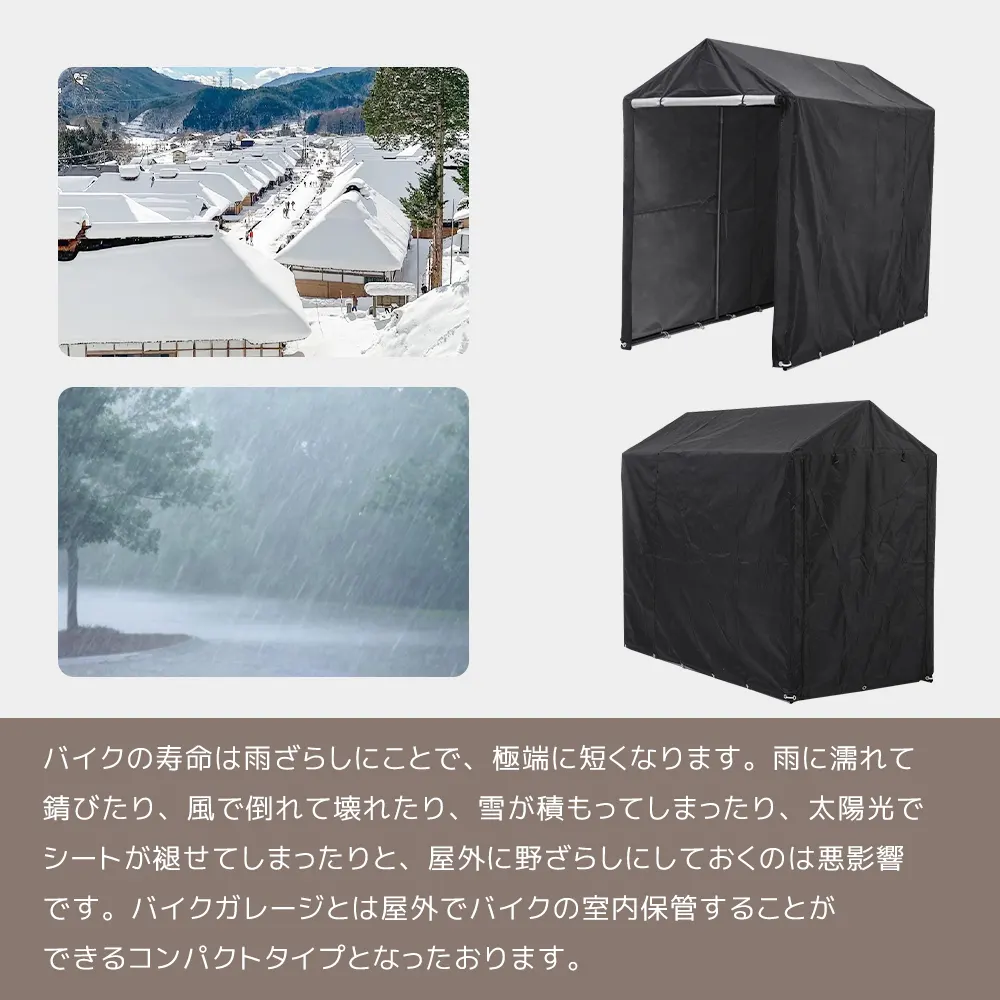 バイクの寿命は雨ざらしにことで、極端に短くなります。雨に濡れて
錆びたり、風で倒れて壊れたり、雪が積もってしまったり、太陽光で
シートが褪せてしまったりと、屋外に野ざらしにしておくのは悪影響
です。バイクガレージとは屋外でバイクの室内保管することが
できるコンパクトタイプとなったおります。